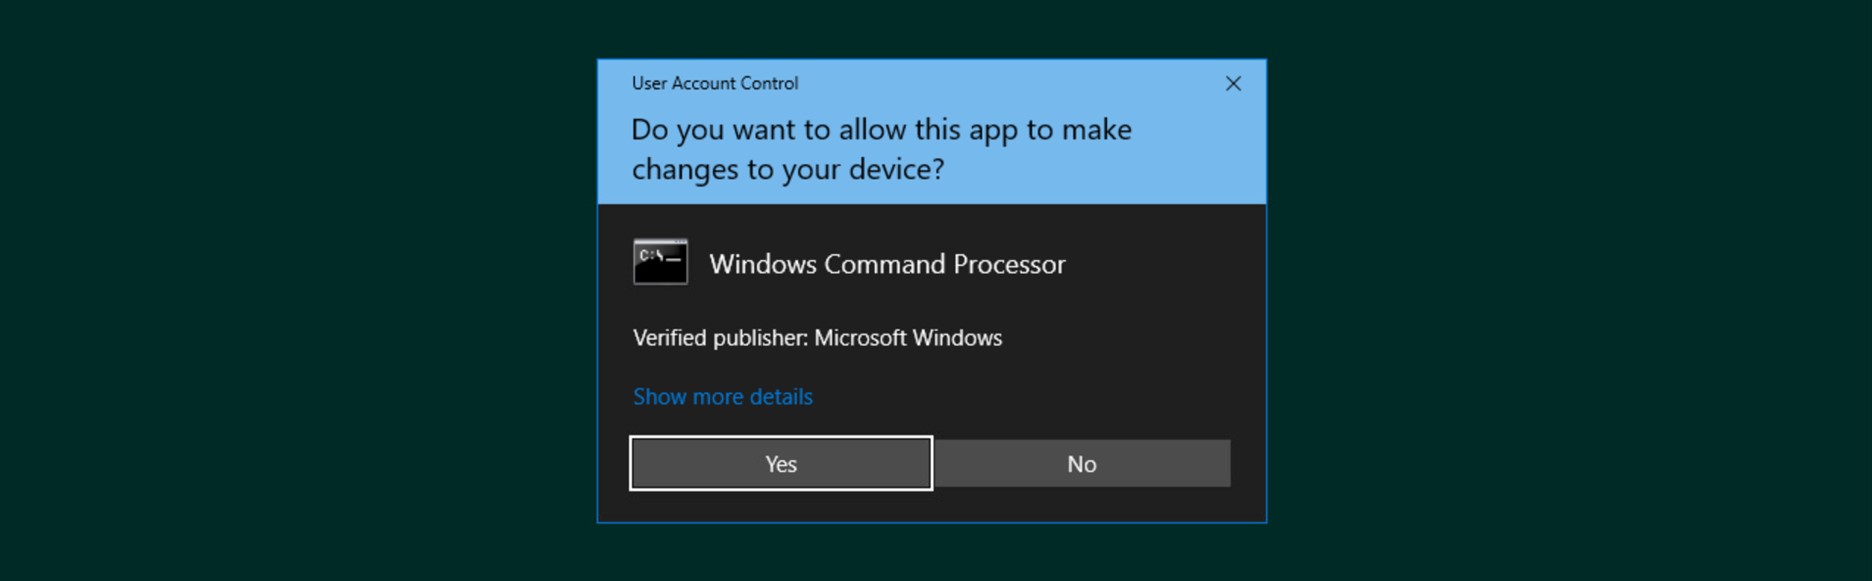 User Account Control
Do you want to allow this app to make
changes to your device?
C:\_
Windows Command Processor
Verified publisher: Microsoft Windows
Show more details
Yes
No